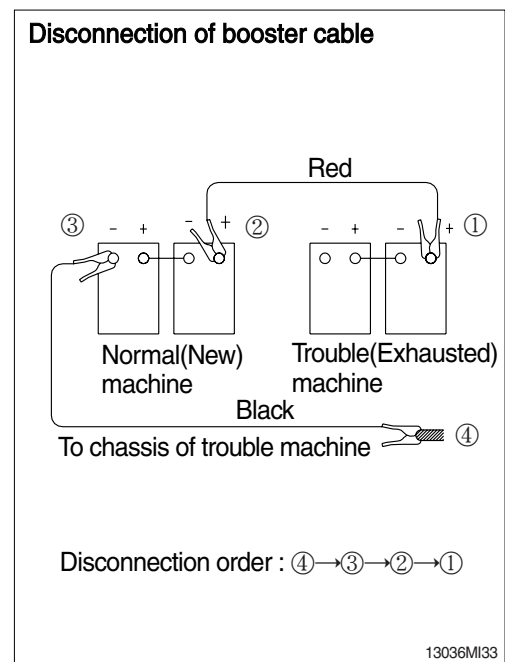 Disconnection of booster cable
Red
③ - + - + ② - + - + ①
Normal(New)
machine
Trouble(Exhausted)
machine
Black
To chassis of trouble machine ④
Disconnection order : ④→③→②→①
13036MI33